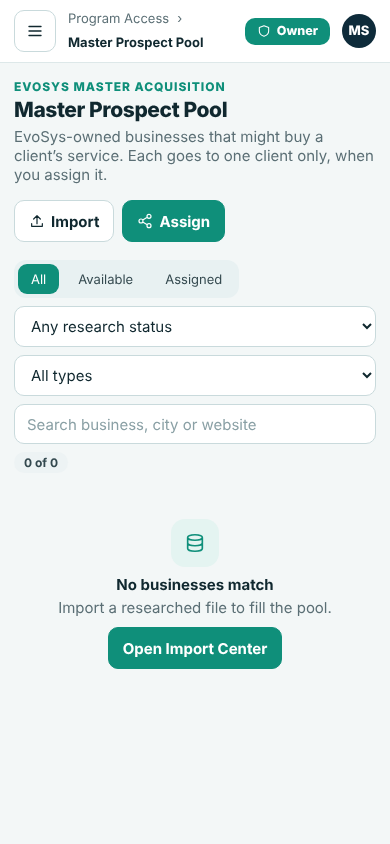 Program Access ›
Master Prospect Pool
Owner
MS
EVOSYS MASTER ACQUISITION
Master Prospect Pool
EvoSys-owned businesses that might buy a
client’s service. Each goes to one client only, when
you assign it.
Import
Assign
All
Available
Assigned
Any research status
All types
Search business, city or website
0 of 0
No businesses match
Import a researched file to fill the pool.
Open Import Center